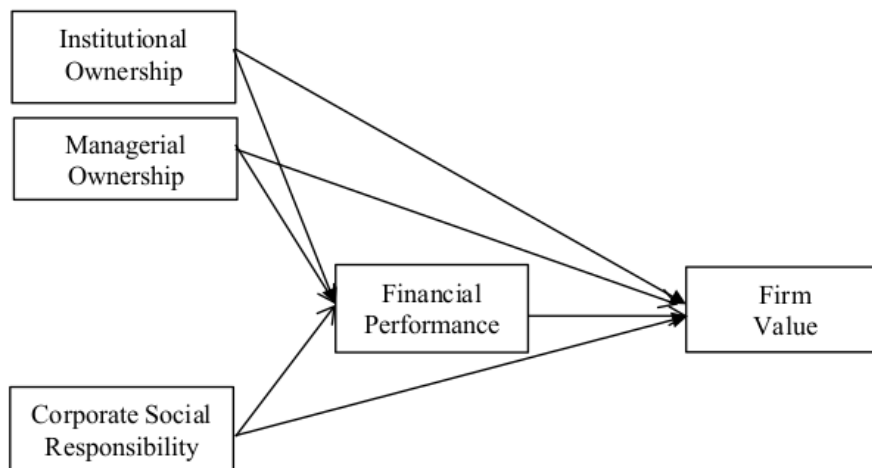 Institutional
Ownership
Managerial
Ownership
Financial
Performance
Firm
Value
Corporate Social
Responsibility